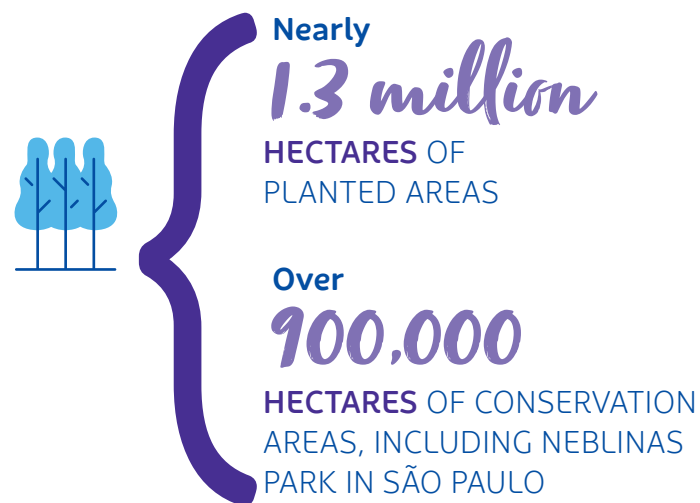 Nearly
1.3 million
HECTARES OF
PLANTED AREAS
Over
900,000
HECTARES OF CONSERVATION
AREAS, INCLUDING NEBLINAS
PARK IN SÃO PAULO